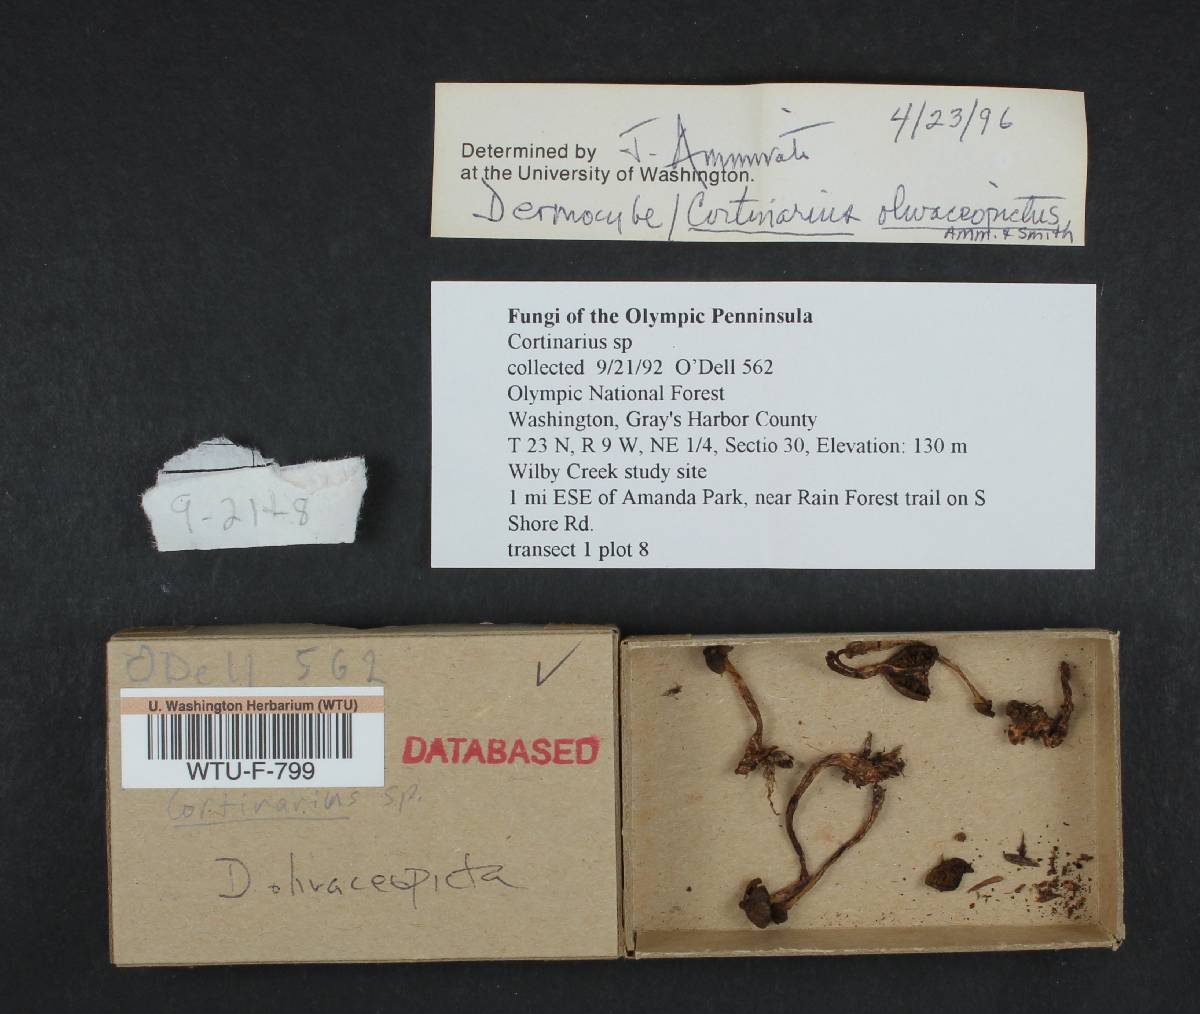 4/23/96
Determined by J. Ammirati
at the University of Washington.
Dermocybe / Cortinarius olivaceopictus
Amm. & Smith
Fungi of the Olympic Penninsula
Cortinarius sp
collected 9/21/92 O'Dell 562
Olympic National Forest
Washington, Gray's Harbor County
T 23 N, R 9 W, NE 1/4, Sectio 30, Elevation: 130 m
Wilby Creek study site
1 mi ESE of Amanda Park, near Rain Forest trail on S
Shore Rd.
transect 1 plot 8
9-21-8
O'Dell 562
U. Washington Herbarium (WTU)
WTU-F-799
DATABASED
Cortinarius sp.
D olivaceopicta